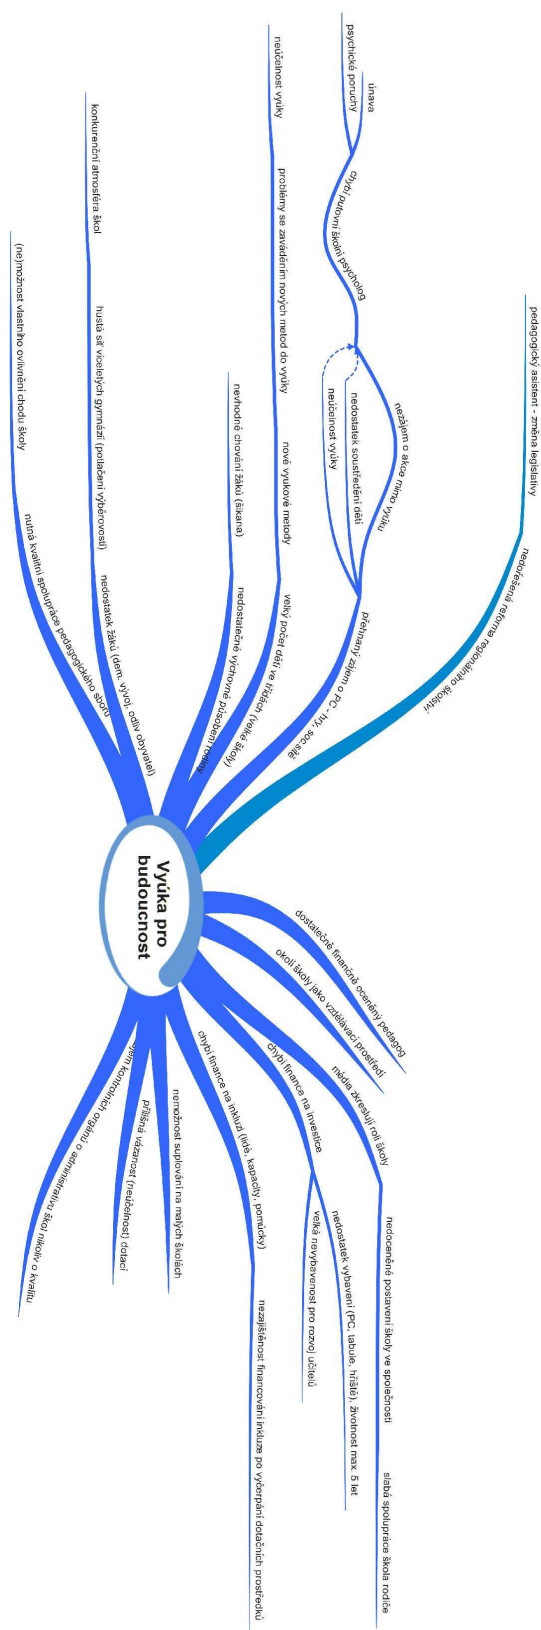 Výuka pro
budoucnost
dostatečně finančně oceněný pedagog
okolí školy jako vzdělávací prostředí
média zkreslují roli školy
nedoceněné postavení školy ve společnosti
slabá spolupráce škola rodiče
chybí finance na investice
nedostatek vybavení (PC, tabule, hřiště), životnost max. 5 let
velká nevybavenost pro rozvoj učitelů
chybí finance na inkluzi (lidé, kapacity, pomůcky)
nezajištěnost financování inkluze po vyčerpání dotačních prostředků
nemožnost suplování na malých školách
přílišná vázanost (neúčelnost) dotací
zájem kontrolních orgánů o administrativu škol nikoliv o kvalitu
nedořešená reforma regionálního školství
pedagogický asistent - změna legislativy
přehnaný zájem o PC - hry, soc.sítě
nezájem o akce mimo výuku
nedostatek soustředění dětí
neúčelnost výuky
chybí putovní školní psycholog
únava
psychické poruchy
velký počet dětí ve třídách (velké školy)
nové výukové metody
problémy se zaváděním nových metod do výuky
neúčelnost výuky
nedostatečné výchovné působení rodiny
nevhodné chování žáků (šikana)
nedostatek žáků (dem. vývoj, odliv obyvatel)
hustá síť víceletých gymnázií (potlačení výběrovosti)
konkurenční atmosféra škol
nutná kvalitní spolupráce pedagogického sboru
(ne)možnost vlastního ovlivnění chodu školy